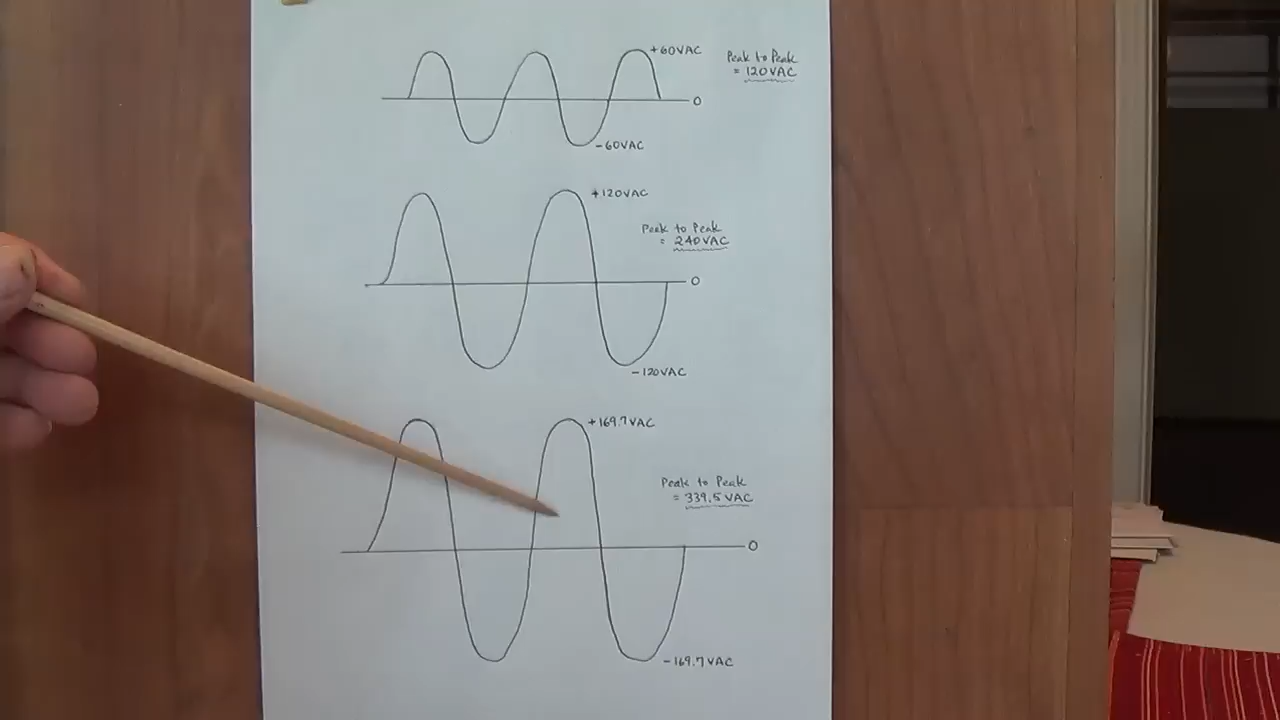 +60VAC
Peak to Peak
= 120VAC
0
-60VAC
+120VAC
Peak to Peak
= 240VAC
0
-120VAC
+169.7VAC
Peak to Peak
= 339.5VAC
0
-169.7VAC